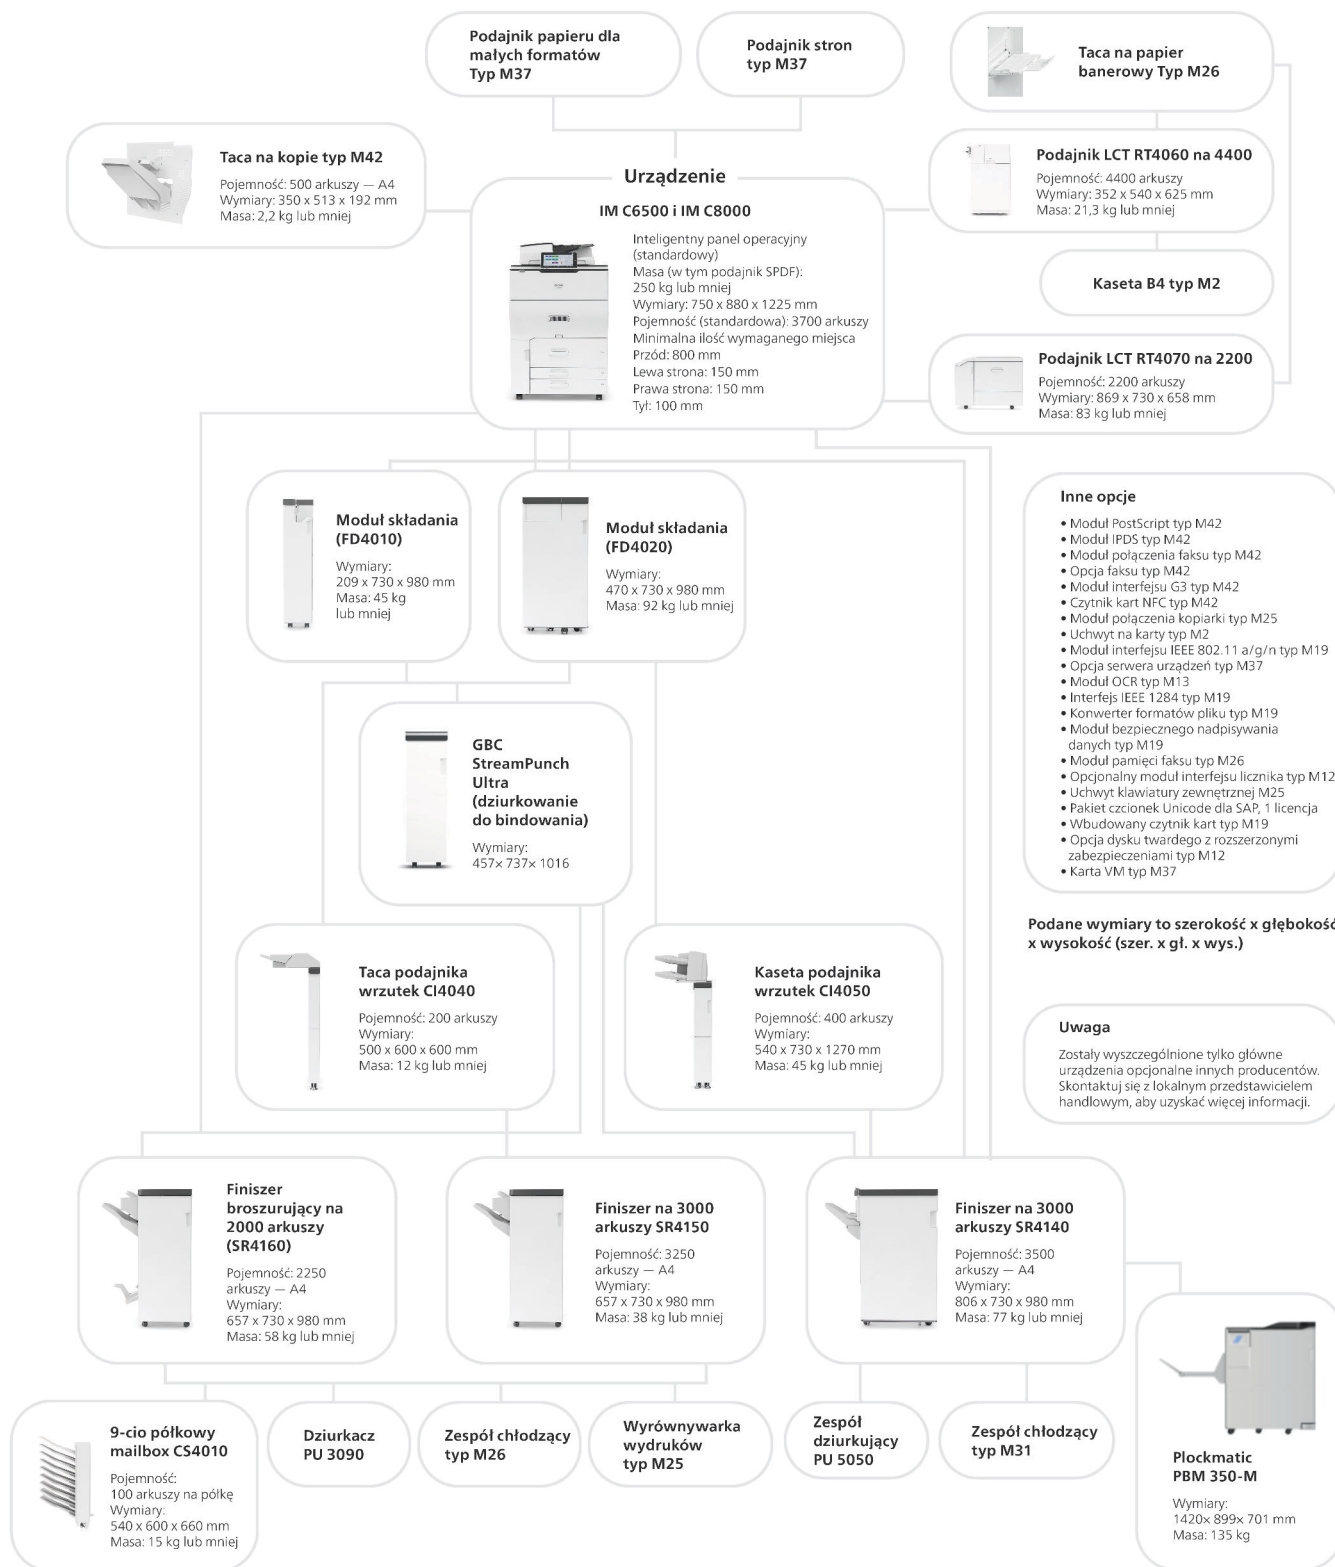 Podajnik papieru dla
małych formatów
Typ M37
Podajnik stron
typ M37
Taca na papier
banerowy Typ M26
Taca na kopie typ M42
Pojemność: 500 arkuszy — A4
Wymiary: 350 x 513 x 192 mm
Masa: 2,2 kg lub mniej
Urządzenie
IM C6500 i IM C8000
Inteligentny panel operacyjny
(standardowy)
Masa (w tym podajnik SPDF):
250 kg lub mniej
Wymiary: 750 x 880 x 1225 mm
Pojemność (standardowa): 3700 arkuszy
Minimalna ilość wymaganego miejsca
Przód: 800 mm
Lewa strona: 150 mm
Prawa strona: 150 mm
Tył: 100 mm
Podajnik LCT RT4060 na 4400
Pojemność: 4400 arkuszy
Wymiary: 352 x 540 x 625 mm
Masa: 21,3 kg lub mniej
Kaseta B4 typ M2
Podajnik LCT RT4070 na 2200
Pojemność: 2200 arkuszy
Wymiary: 869 x 730 x 658 mm
Masa: 83 kg lub mniej
Moduł składania
(FD4010)
Wymiary:
209 x 730 x 980 mm
Masa: 45 kg
lub mniej
Moduł składania
(FD4020)
Wymiary:
470 x 730 x 980 mm
Masa: 92 kg lub mniej
Inne opcje
• Moduł PostScript typ M42
• Moduł IPDS typ M42
• Moduł połączenia faksu typ M42
• Opcja faksu typ M42
• Moduł interfejsu G3 typ M42
• Czytnik kart NFC typ M42
• Moduł połączenia kopiarki typ M25
• Uchwyt na karty typ M2
• Moduł interfejsu IEEE 802.11 a/g/n typ M19
• Opcja serwera urządzeń typ M37
• Moduł OCR typ M13
• Interfejs IEEE 1284 typ M19
• Konwerter formatów pliku typ M19
• Moduł bezpiecznego nadpisywania
danych typ M19
• Moduł pamięci faksu typ M26
• Opcjonalny moduł interfejsu licznika typ M12
• Uchwyt klawiatury zewnętrznej M25
• Pakiet czcionek Unicode dla SAP, 1 licencja
• Wbudowany czytnik kart typ M19
• Opcja dysku twardego z rozszerzonymi
zabezpieczeniami typ M12
• Karta VM typ M37
GBC
StreamPunch
Ultra
(dziurkowanie
do bindowania)
Wymiary:
457x 737x 1016
Podane wymiary to szerokość x głębokość
x wysokość (szer. x gł. x wys.)
Taca podajnika
wrzutek CI4040
Pojemność: 200 arkuszy
Wymiary:
500 x 600 x 600 mm
Masa: 12 kg lub mniej
Kaseta podajnika
wrzutek CI4050
Pojemność: 400 arkuszy
Wymiary:
540 x 730 x 1270 mm
Masa: 45 kg lub mniej
Uwaga
Zostały wyszczególnione tylko główne
urządzenia opcjonalne innych producentów.
Skontaktuj się z lokalnym przedstawicielem
handlowym, aby uzyskać więcej informacji.
Finiszer
broszurujący na
2000 arkuszy
(SR4160)
Pojemność: 2250
arkuszy — A4
Wymiary:
657 x 730 x 980 mm
Masa: 58 kg lub mniej
Finiszer na 3000
arkuszy SR4150
Pojemność: 3250
arkuszy — A4
Wymiary:
657 x 730 x 980 mm
Masa: 38 kg lub mniej
Finiszer na 3000
arkuszy SR4140
Pojemność: 3500
arkuszy — A4
Wymiary:
806 x 730 x 980 mm
Masa: 77 kg lub mniej
9-cio półkowy
mailbox CS4010
Pojemność:
100 arkuszy na półkę
Wymiary:
540 x 600 x 660 mm
Masa: 15 kg lub mniej
Dziurkacz
PU 3090
Zespół chłodzący
typ M26
Wyrównywarka
wydruków
typ M25
Zespół
dziurkujący
PU 5050
Zespół chłodzący
typ M31
Plockmatic
PBM 350-M
Wymiary:
1420x 899x 701 mm
Masa: 135 kg